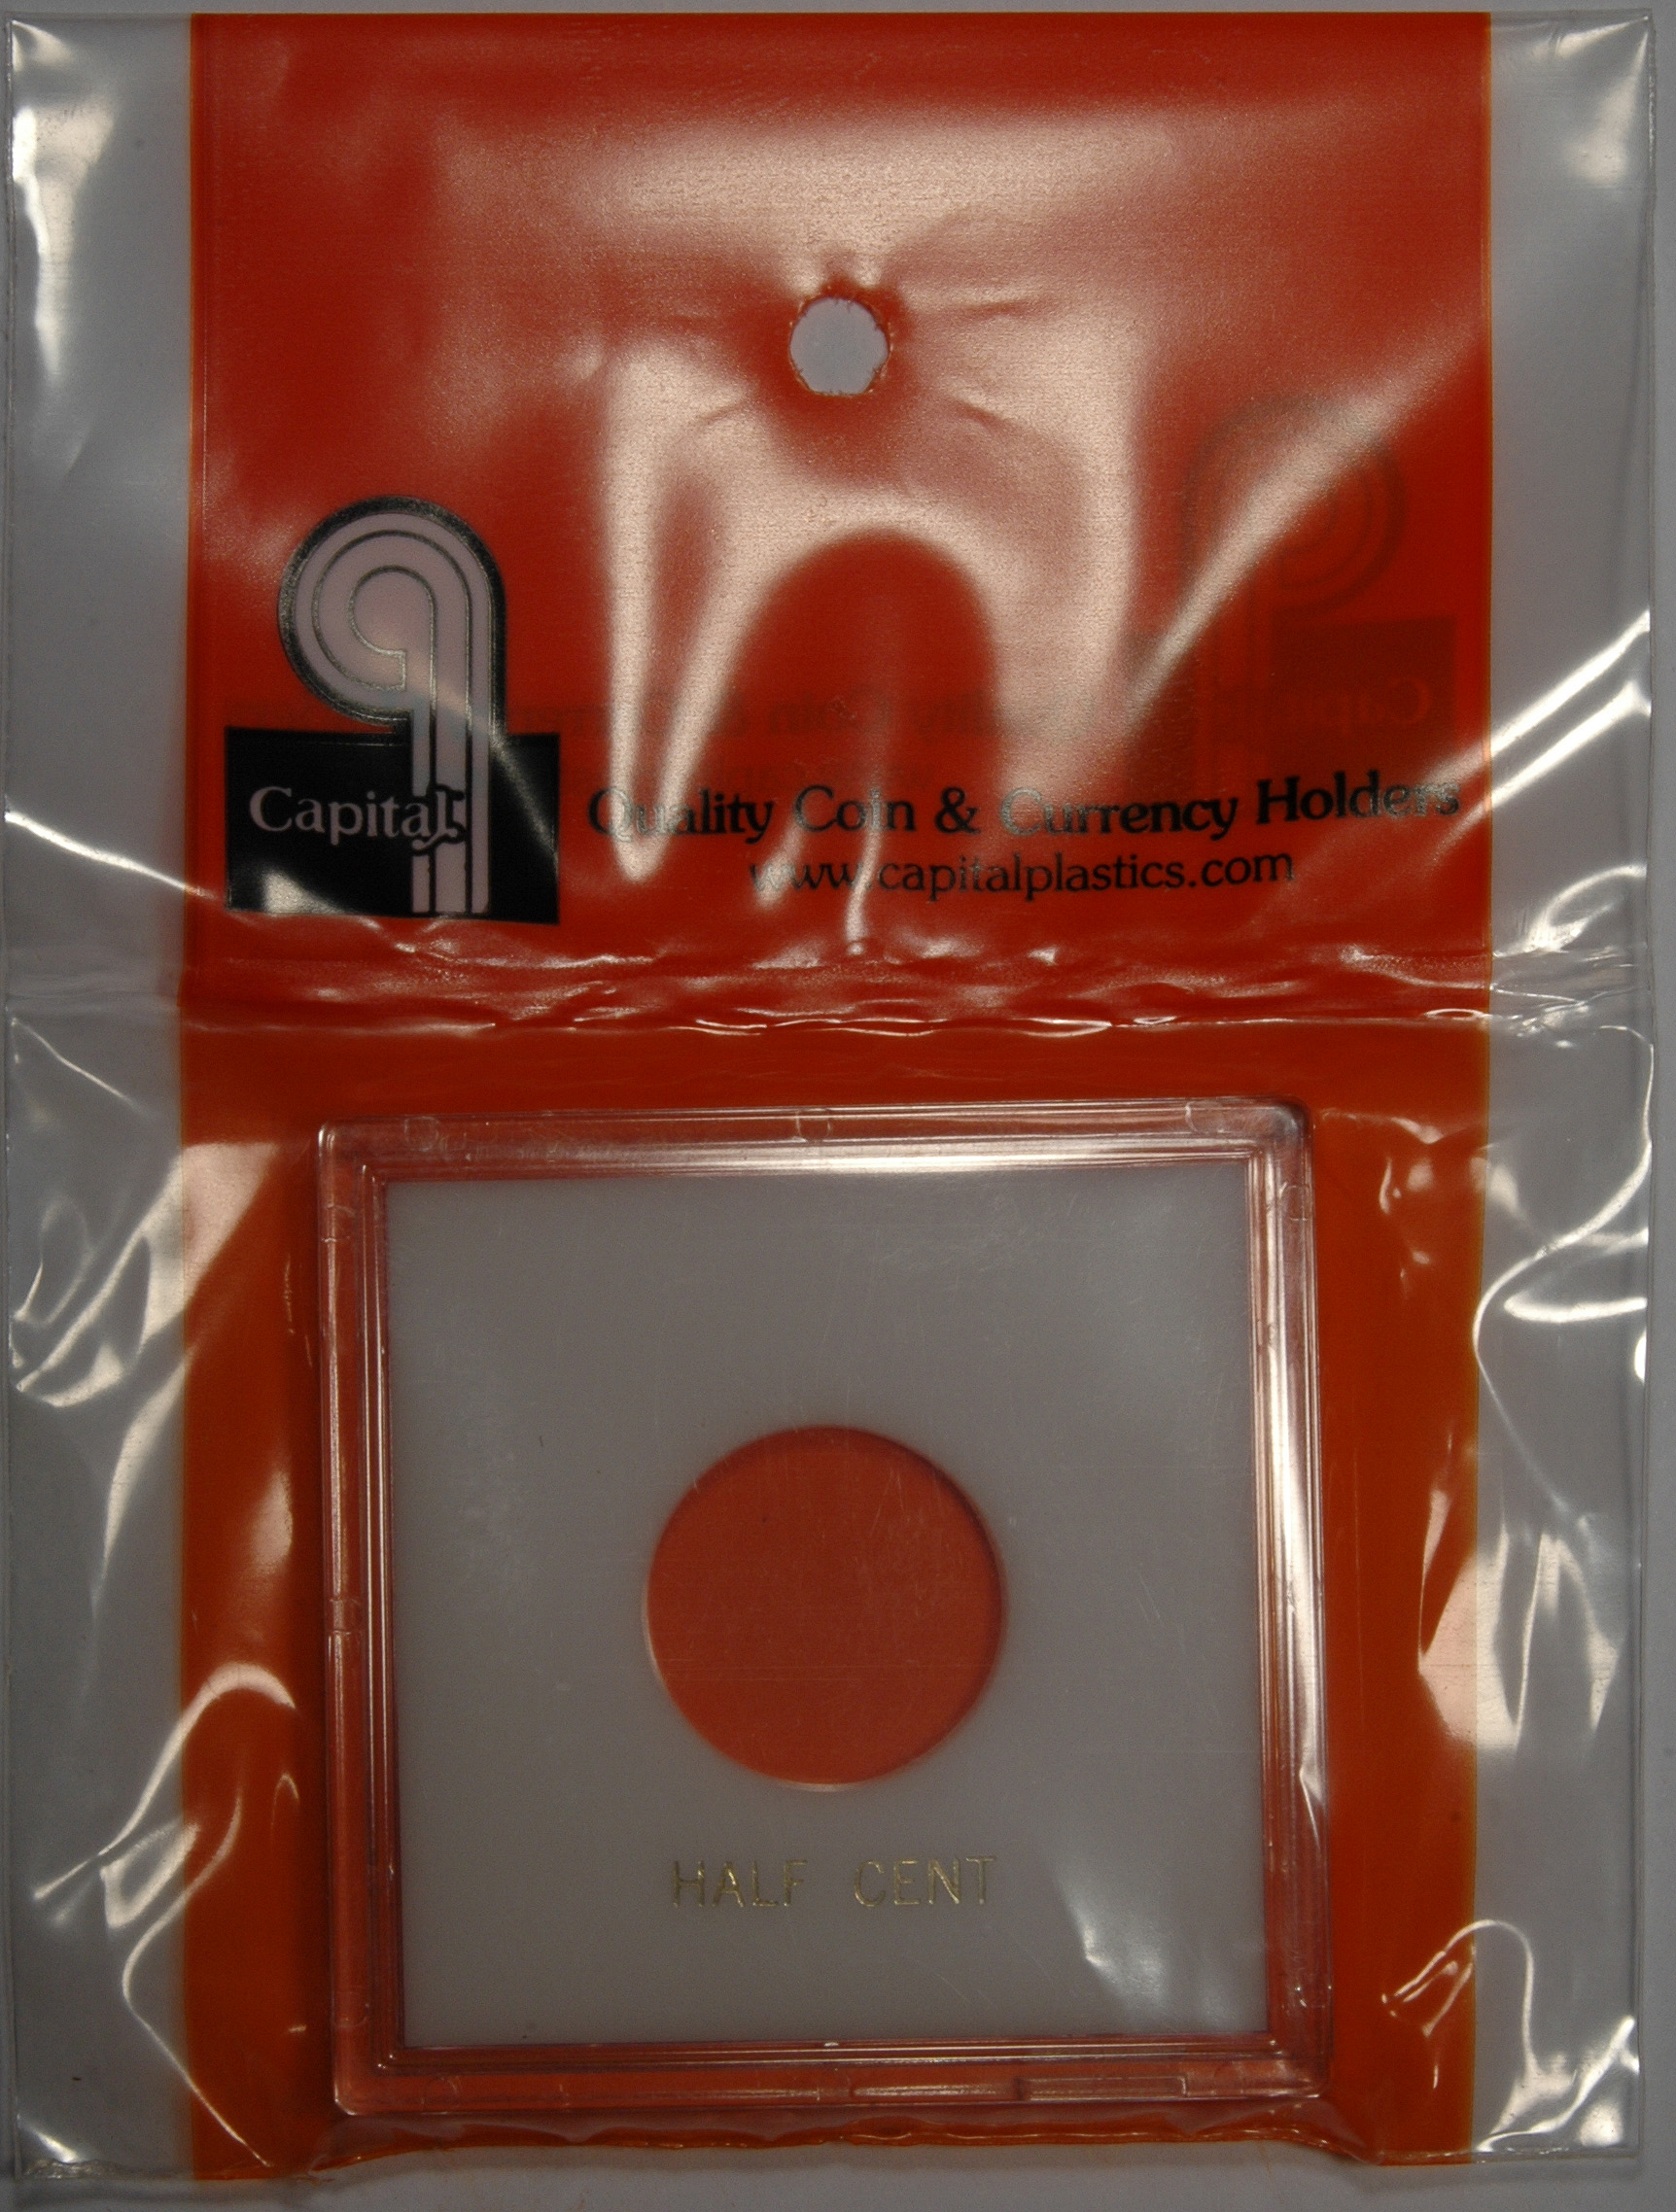 Capital
Quality Coin & Currency Holders
www.capitalplastics.com
HALF CENT